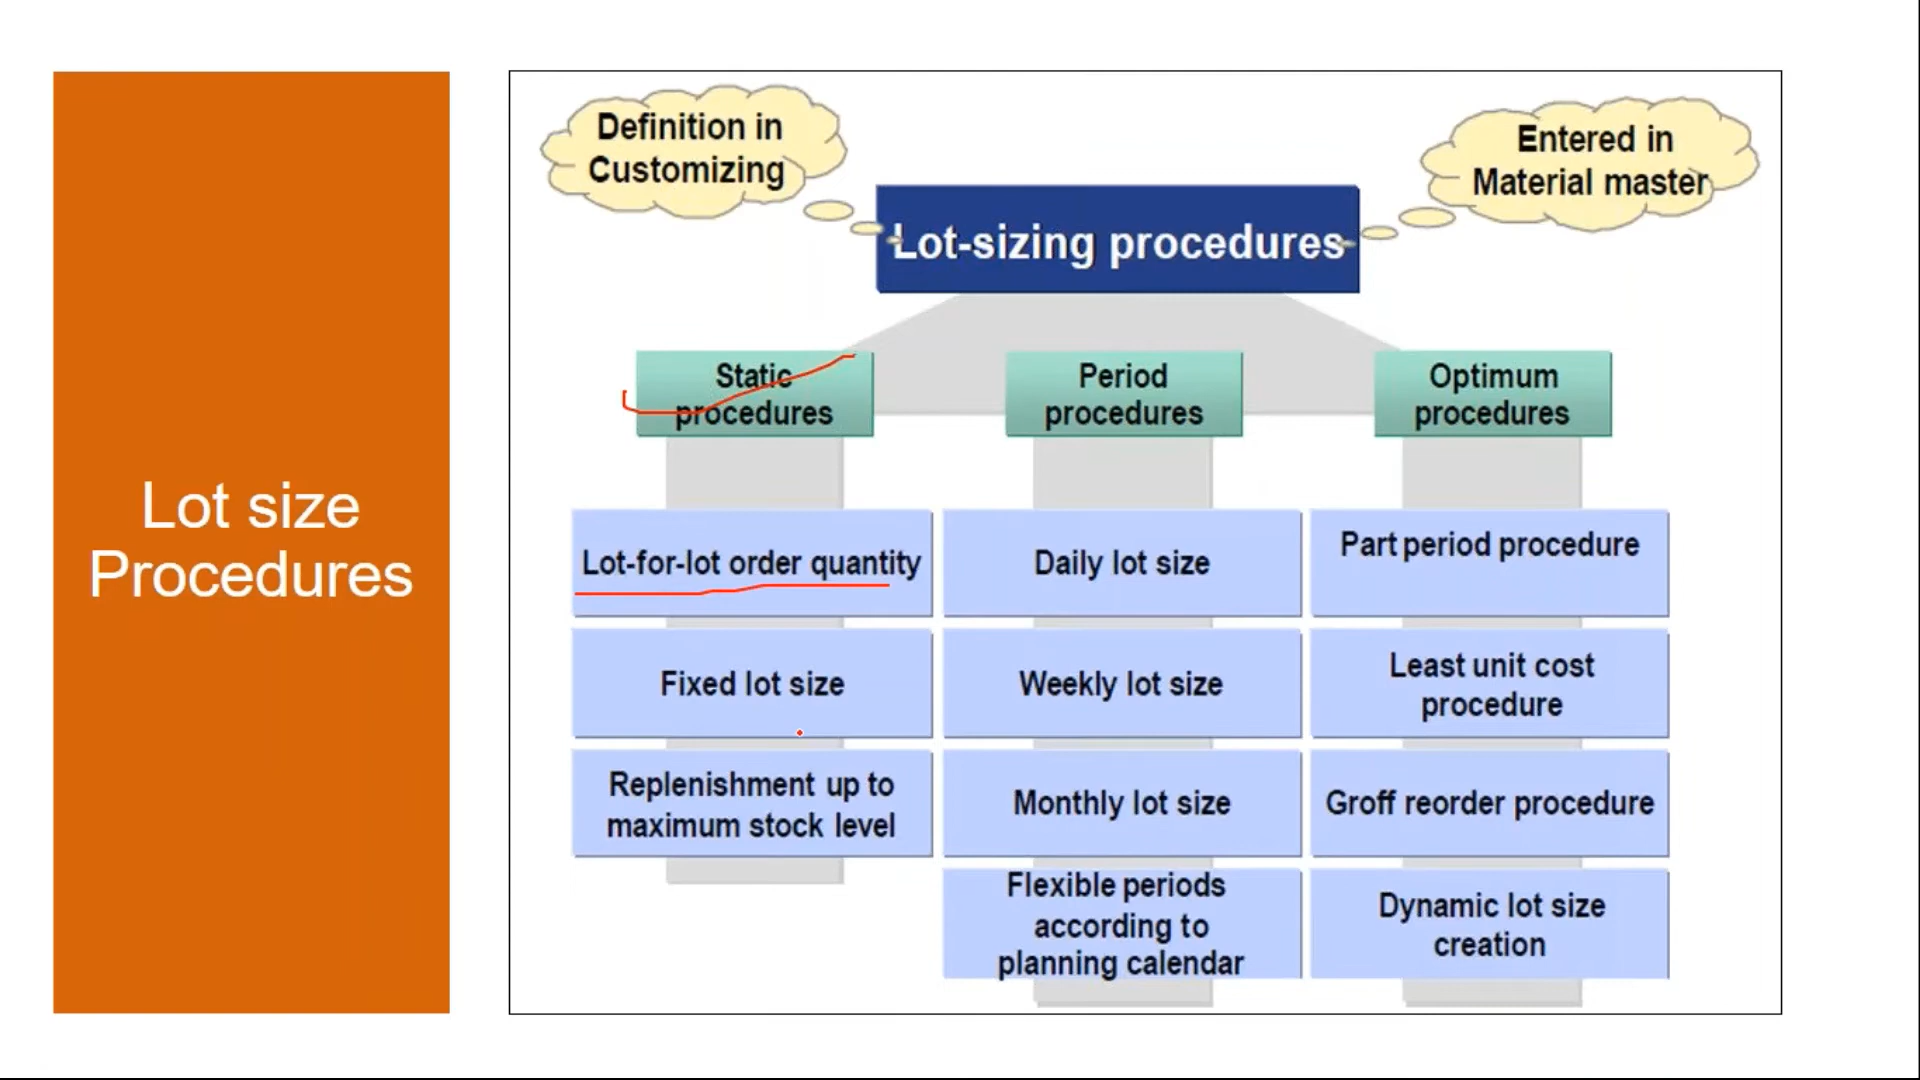 Lot size
Procedures
Definition in
Customizing
Entered in
Material master
Lot-sizing procedures
Static
procedures
Lot-for-lot order quantity
Fixed lot size
Replenishment up to
maximum stock level
Period
procedures
Daily lot size
Weekly lot size
Monthly lot size
Flexible periods
according to
planning calendar
Optimum
procedures
Part period procedure
Least unit cost
procedure
Groff reorder procedure
Dynamic lot size
creation